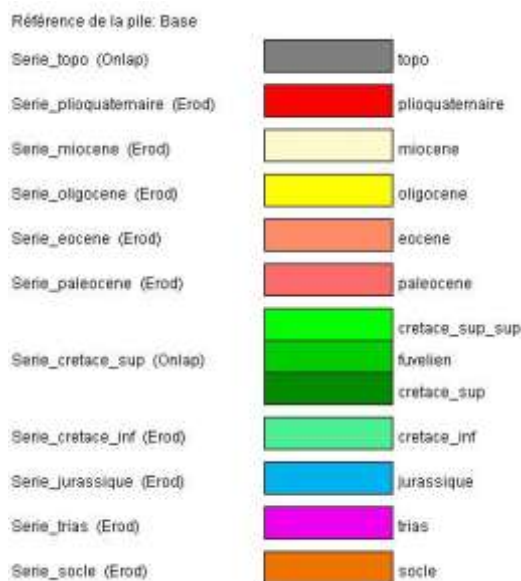 Référence de la pile: Base
Serie_topo (Onlap) topo
Serie_plioquaternaire (Erod) plioquaternaire
Serie_miocene (Erod) miocene
Serie_oligocene (Erod) oligocene
Serie_eocene (Erod) eocene
Serie_paleocene (Erod) paleocene
cretace_sup_sup
Serie_cretace_sup (Onlap) fuvelien
cretace_sup
Serie_cretace_inf (Erod) cretace_inf
Serie_jurassique (Erod) jurassique
Serie_trias (Erod) trias
Serie_socle (Erod) socle